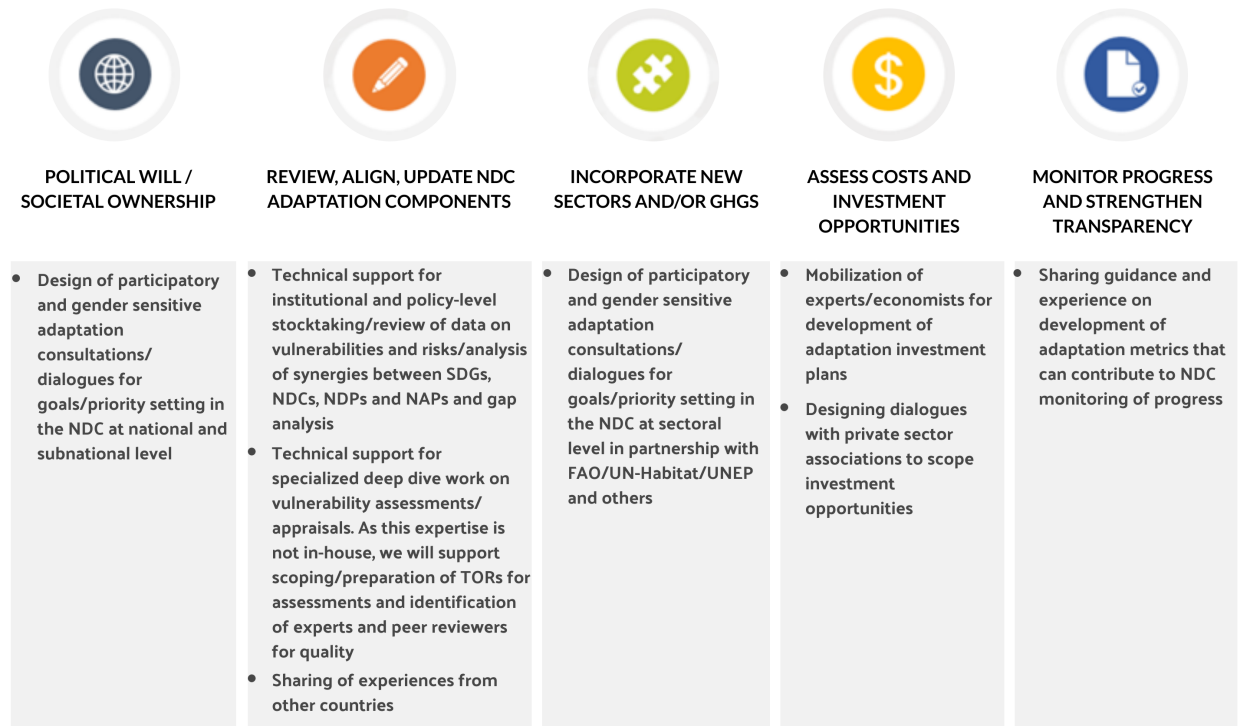 POLITICAL WILL /
SOCIETAL OWNERSHIP
• Design of participatory
and gender sensitive
adaptation
consultations/
dialogues for
goals/priority setting in
the NDC at national and
subnational level
REVIEW, ALIGN, UPDATE NDC
ADAPTATION COMPONENTS
• Technical support for
institutional and policy-level
stocktaking/review of data on
vulnerabilities and risks/analysis
of synergies between SDGs,
NDCs, NDPs and NAPs and gap
analysis
• Technical support for
specialized deep dive work on
vulnerability assessments/
appraisals. As this expertise is
not in-house, we will support
scoping/preparation of TORs for
assessments and identification
of experts and peer reviewers
for quality
• Sharing of experiences from
other countries
INCORPORATE NEW
SECTORS AND/OR GHGS
• Design of participatory
and gender sensitive
adaptation
consultations/
dialogues for
goals/priority setting in
the NDC at sectoral
level in partnership with
FAO/UN-Habitat/UNEP
and others
$
ASSESS COSTS AND
INVESTMENT
OPPORTUNITIES
• Mobilization of
experts/economists for
development of
adaptation investment
plans
• Designing dialogues
with private sector
associations to scope
investment
opportunities
MONITOR PROGRESS
AND STRENGTHEN
TRANSPARENCY
• Sharing guidance and
experience on
development of
adaptation metrics that
can contribute to NDC
monitoring of progress